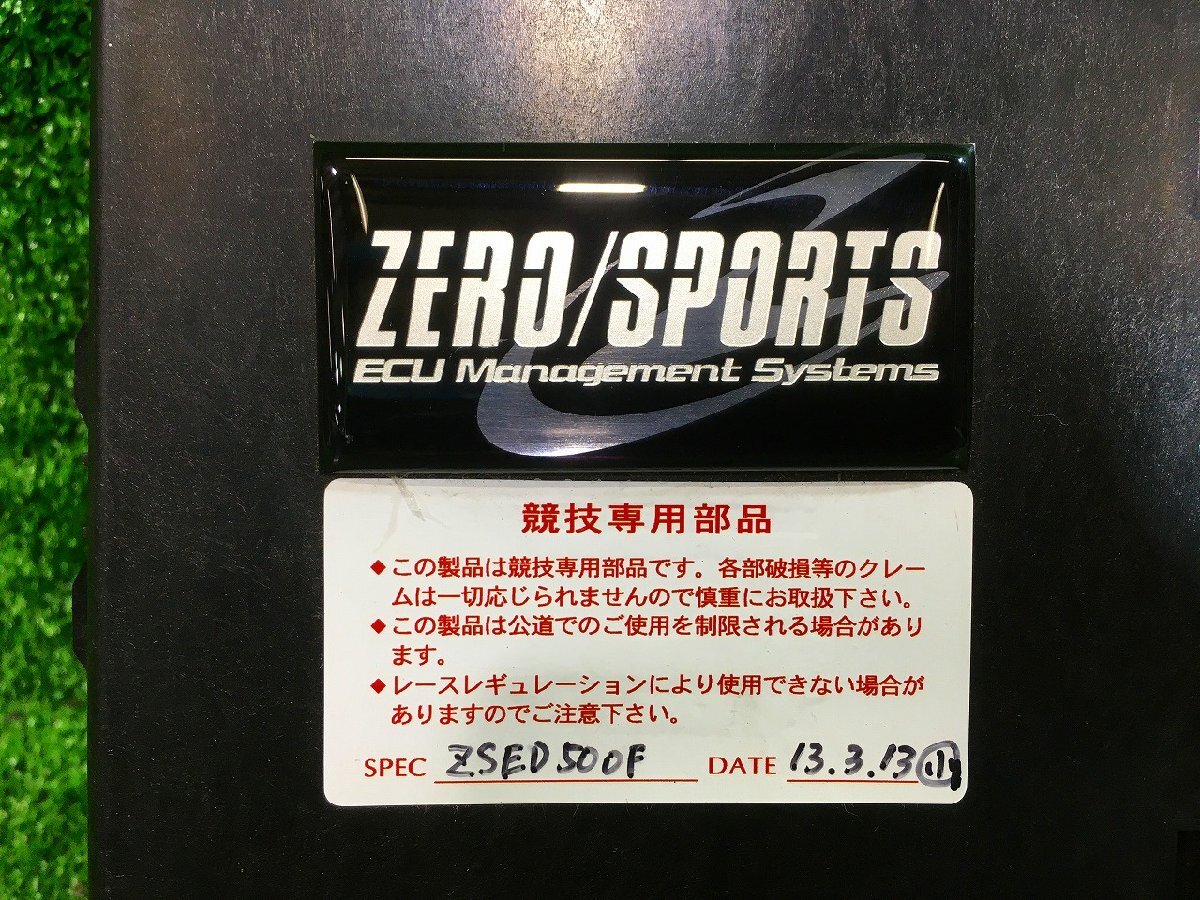 ZERO/SPORTS
ECU Management Systems
競技専用部品
◆この製品は競技専用部品です。各部破損等のクレー
ムは一切応じられませんので慎重にお取扱下さい。
◆この製品は公道でのご使用を制限される場合があり
ます。
◆レースレギュレーションにより使用できない場合が
ありますのでご注意下さい。
SPEC ZSED500F DATE 13.3.13